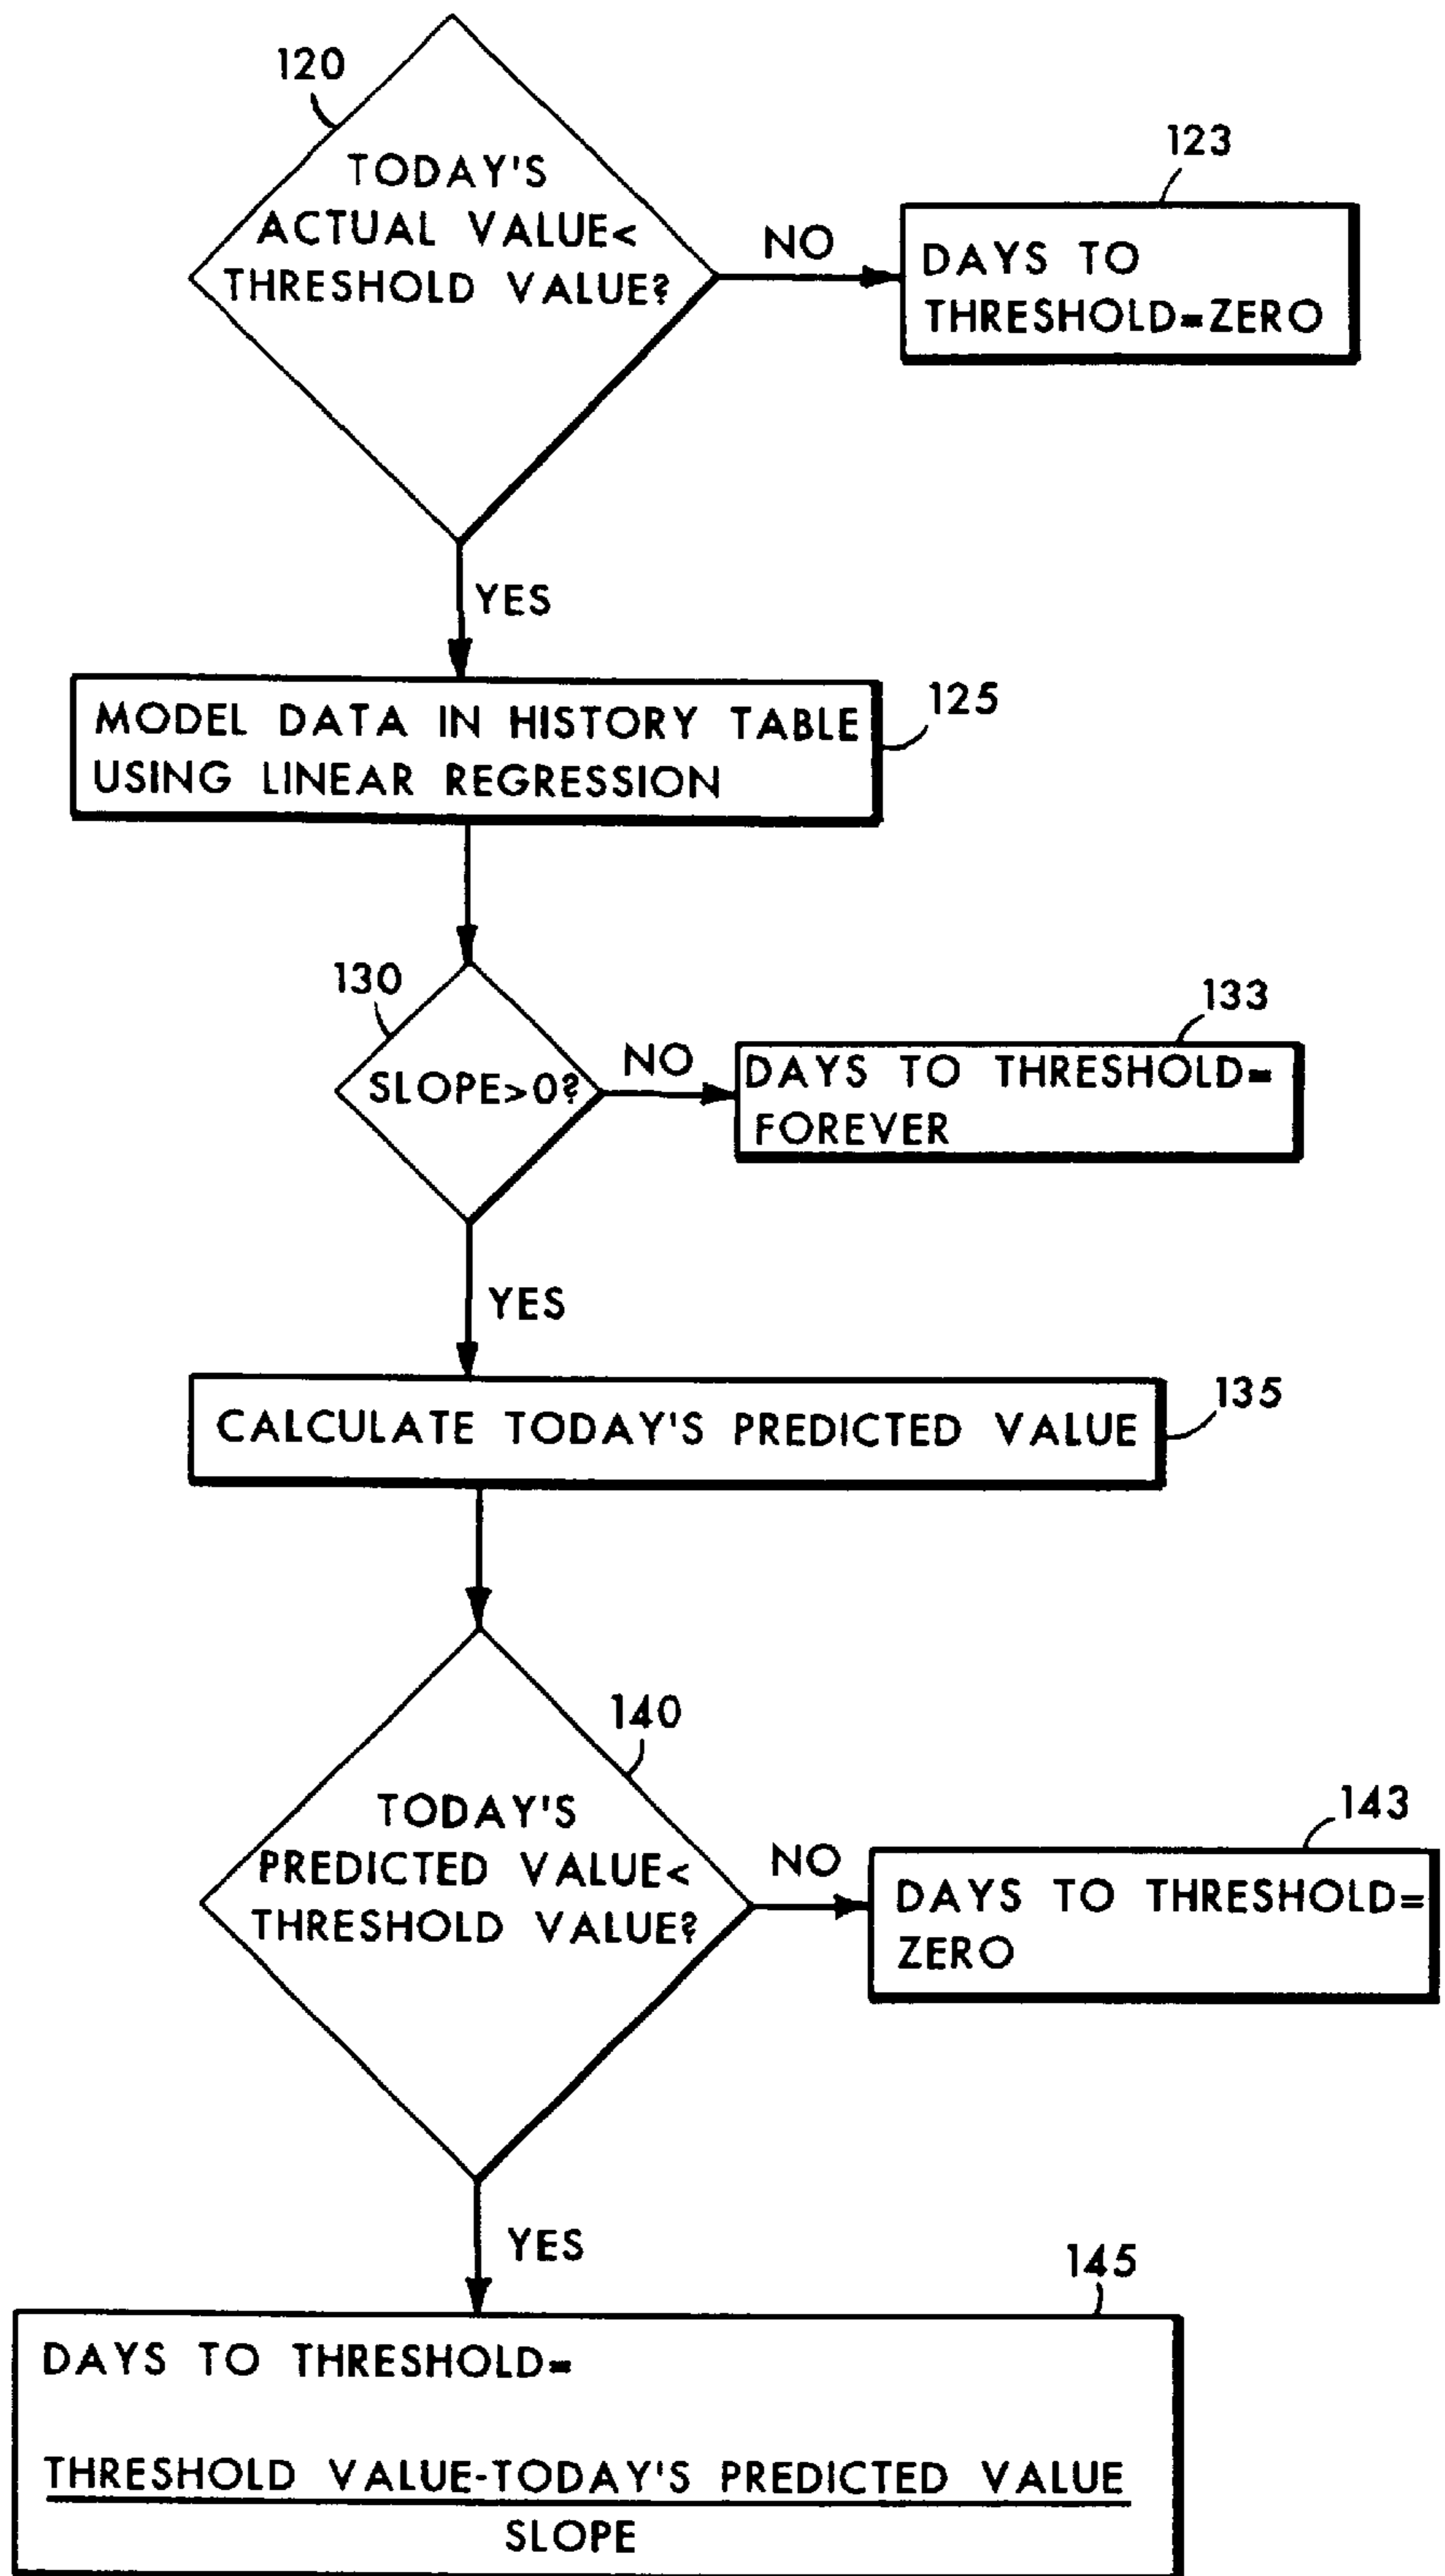 120
TODAY'S
ACTUAL VALUE<
THRESHOLD VALUE?
NO
123
DAYS TO
THRESHOLD=ZERO
YES
MODEL DATA IN HISTORY TABLE
USING LINEAR REGRESSION
125
130
SLOPE>0?
NO
133
DAYS TO THRESHOLD=
FOREVER
YES
CALCULATE TODAY'S PREDICTED VALUE
135
140
TODAY'S
PREDICTED VALUE<
THRESHOLD VALUE?
NO
143
DAYS TO THRESHOLD=
ZERO
YES
145
DAYS TO THRESHOLD=
THRESHOLD VALUE-TODAY'S PREDICTED VALUE
SLOPE